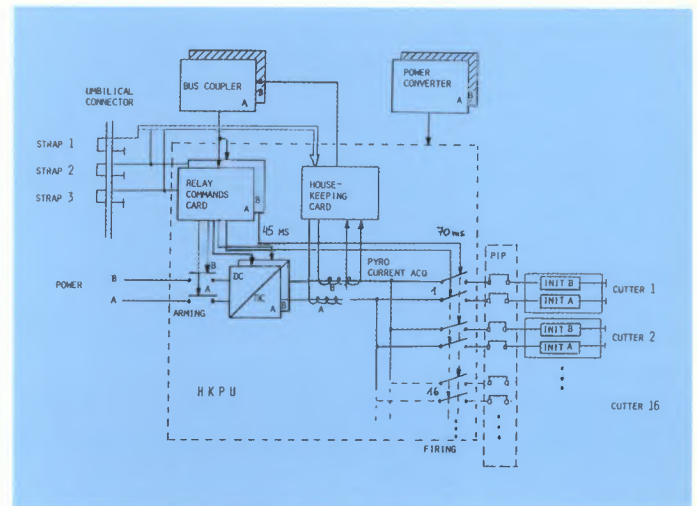 BUS COUPLER
A
B
POWER
CONVERTER
A
B
UMBILICAL
CONNECTOR
STRAP 1
STRAP 2
STRAP 3
RELAY
COMMANDS
CARD
A
B
HOUSE-
KEEPING
CARD
45 MS
70 ms
PIP
PYRO
CURRENT ACQ
POWER
B
A
B
A
ARMING
DC
DC
A
B
B
A
1
INIT B
INIT A
CUTTER 1
INIT B
INIT A
CUTTER 2
16
CUTTER 16
HKPU
FIRING